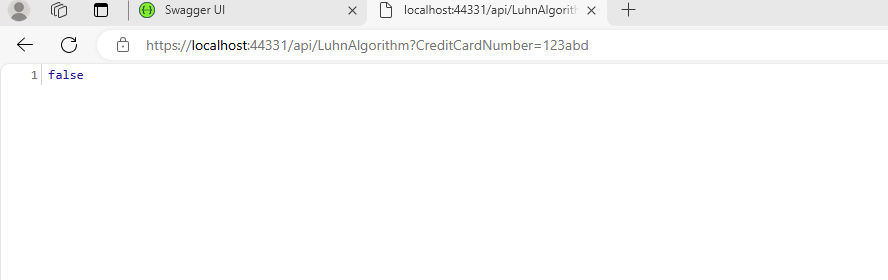 Swagger UI
localhost:44331/api/LuhnAlgorith
https://localhost:44331/api/LuhnAlgorithm?CreditCardNumber=123abd
1 false